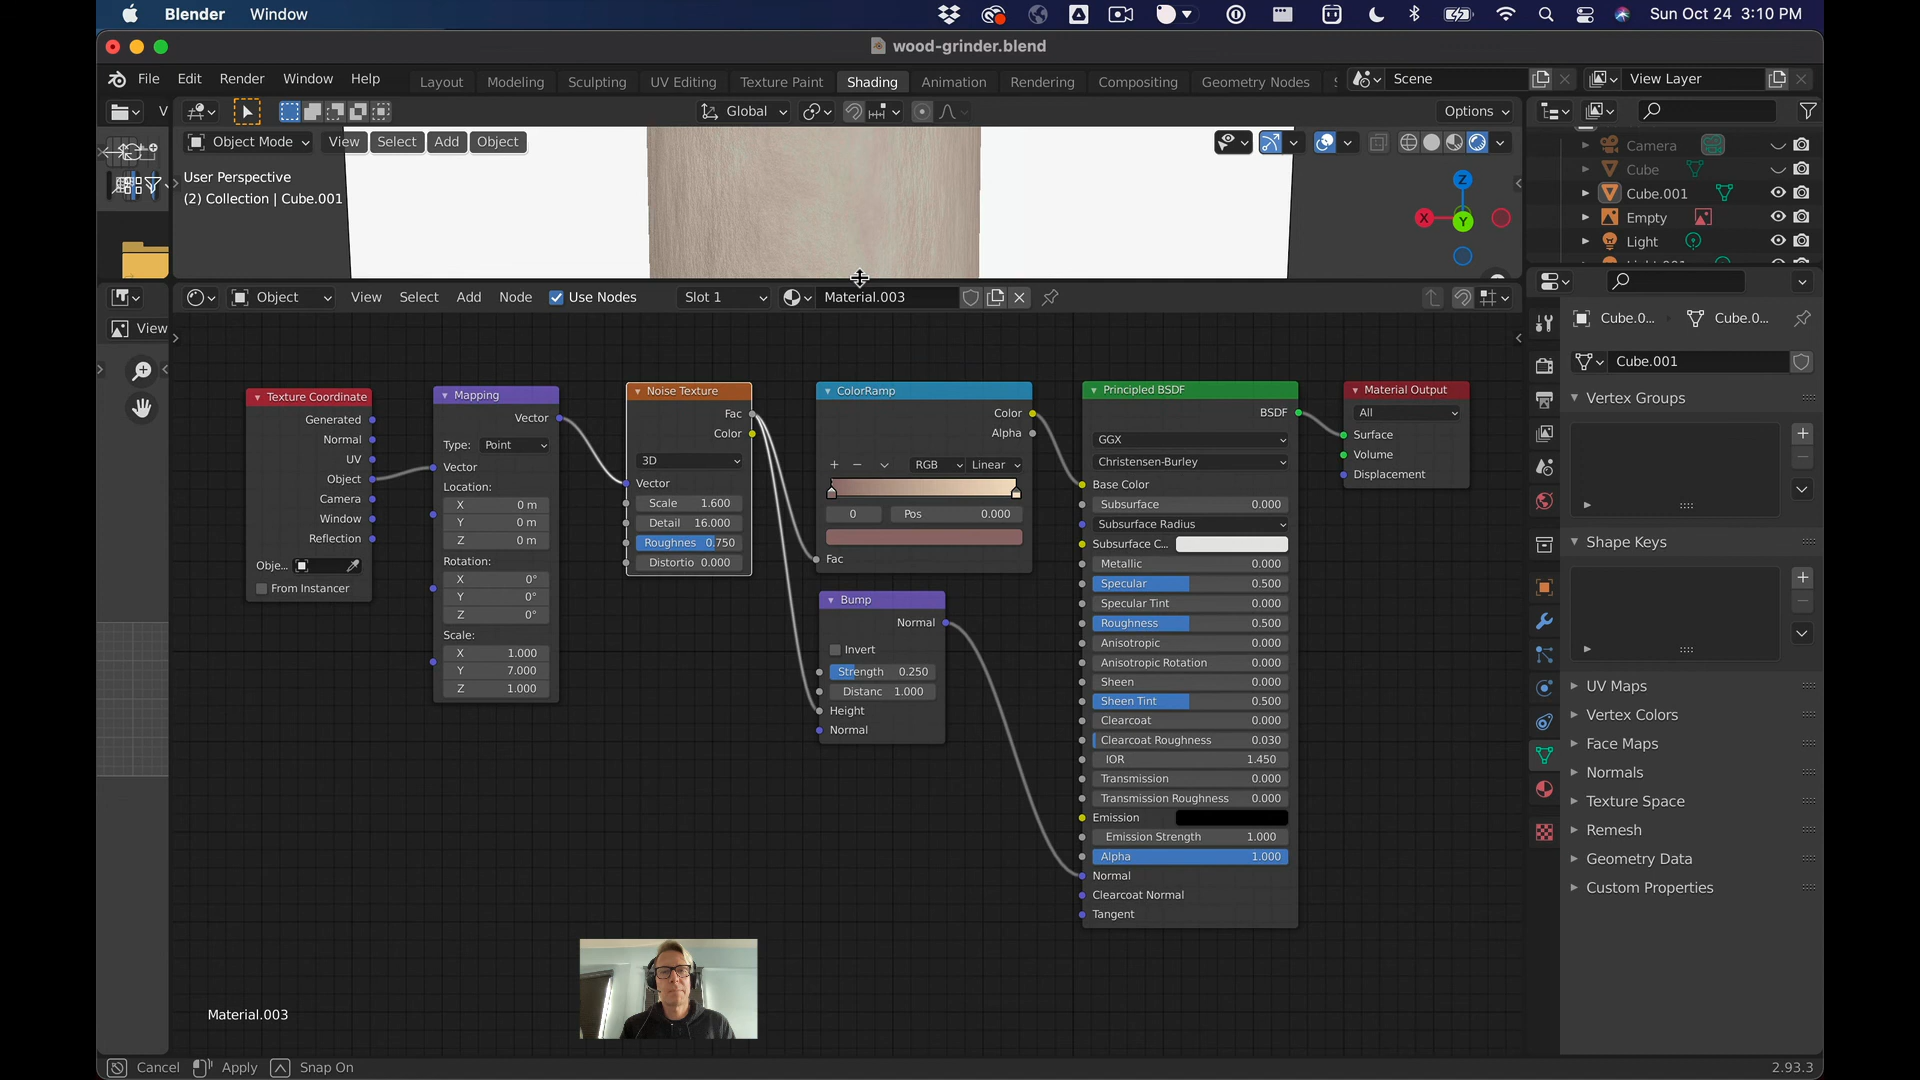 Blender Window Sun Oct 24 3:10 PM
wood-grinder.blend
File Edit Render Window Help Layout Modeling Sculpting UV Editing Texture Paint Shading Animation Rendering Compositing Geometry Nodes Scene View Layer
V Global Options
Object Mode View Select Add Object
User Perspective
(2) Collection | Cube.001
Z
X
Y
Camera
Cube
Cube.001
Empty
Light
Object View Select Add Node Use Nodes Slot 1 Material.003
View
Texture Coordinate
Generated
Normal
UV
Object
Camera
Window
Reflection
Obje...
From Instancer
Mapping
Vector
Type: Point
Vector
Location:
X 0 m
Y 0 m
Z 0 m
Rotation:
X 0°
Y 0°
Z 0°
Scale:
X 1.000
Y 7.000
Z 1.000
Noise Texture
Fac
Color
3D
Vector
Scale 1.600
Detail 16.000
Roughnes 0.750
Distortio 0.000
ColorRamp
Color
Alpha
+ − RGB Linear
0 Pos 0.000
Fac
Bump
Normal
Invert
Strength 0.250
Distanc 1.000
Height
Normal
Principled BSDF
BSDF
GGX
Christensen-Burley
Base Color
Subsurface 0.000
Subsurface Radius
Subsurface C...
Metallic 0.000
Specular 0.500
Specular Tint 0.000
Roughness 0.500
Anisotropic 0.000
Anisotropic Rotation 0.000
Sheen 0.000
Sheen Tint 0.500
Clearcoat 0.000
Clearcoat Roughness 0.030
IOR 1.450
Transmission 0.000
Transmission Roughness 0.000
Emission
Emission Strength 1.000
Alpha 1.000
Normal
Clearcoat Normal
Tangent
Material Output
All
Surface
Volume
Displacement
Cube.0... Cube.0...
Cube.001
Vertex Groups
Shape Keys
UV Maps
Vertex Colors
Face Maps
Normals
Texture Space
Remesh
Geometry Data
Custom Properties
Material.003
Cancel Apply Snap On 2.93.3